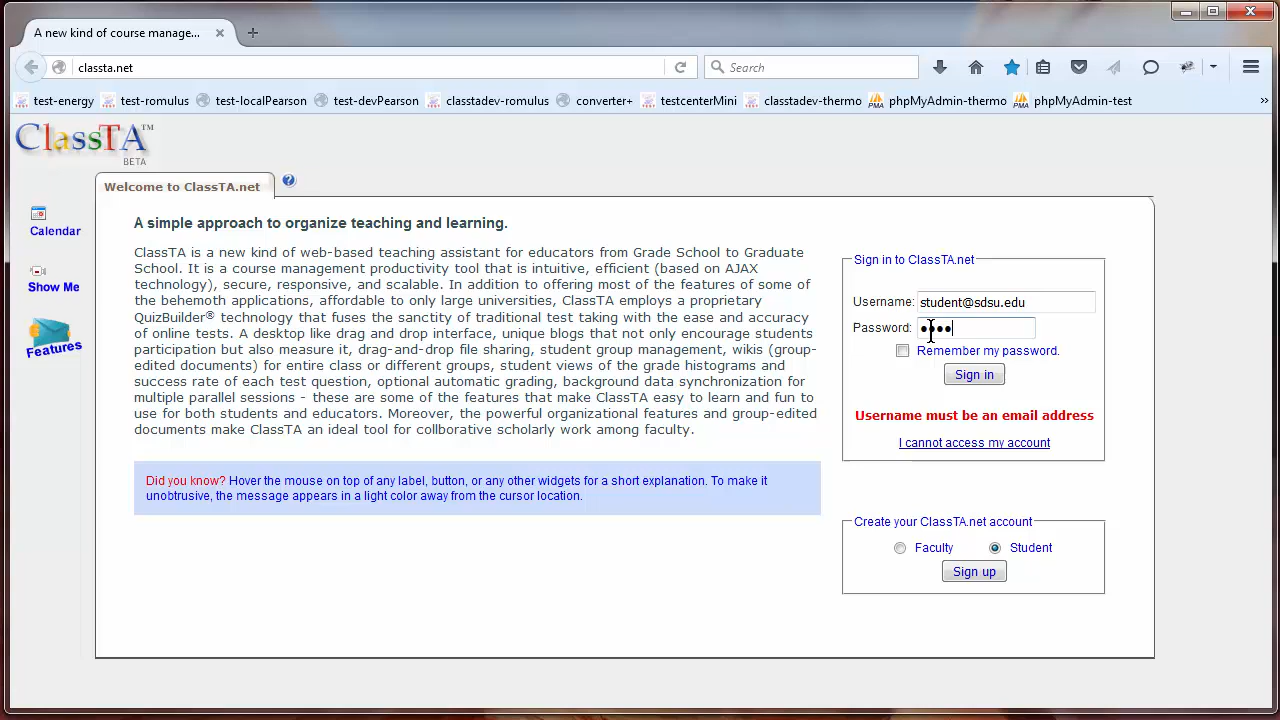 A new kind of course manage...
classta.net
Search
test-energy test-romulus test-localPearson test-devPearson classtadev-romulus converter+ testcenterMini classtadev-thermo phpMyAdmin-thermo phpMyAdmin-test »
ClassTA™
BETA
Welcome to ClassTA.net
Calendar
Show Me
Features
A simple approach to organize teaching and learning.
ClassTA is a new kind of web-based teaching assistant for educators from Grade School to Graduate
School. It is a course management productivity tool that is intuitive, efficient (based on AJAX
technology), secure, responsive, and scalable. In addition to offering most of the features of some of
the behemoth applications, affordable to only large universities, ClassTA employs a proprietary
QuizBuilder® technology that fuses the sanctity of traditional test taking with the ease and accuracy
of online tests. A desktop like drag and drop interface, unique blogs that not only encourage students
participation but also measure it, drag-and-drop file sharing, student group management, wikis (group-
edited documents) for entire class or different groups, student views of the grade histograms and
success rate of each test question, optional automatic grading, background data synchronization for
multiple parallel sessions - these are some of the features that make ClassTA easy to learn and fun to
use for both students and educators. Moreover, the powerful organizational features and group-edited
documents make ClassTA an ideal tool for collborative scholarly work among faculty.
Did you know? Hover the mouse on top of any label, button, or any other widgets for a short explanation. To make it
unobtrusive, the message appears in a light color away from the cursor location.
Sign in to ClassTA.net
Username: student@sdsu.edu
Password: ••••
Remember my password.
Sign in
Username must be an email address
I cannot access my account
Create your ClassTA.net account
Faculty Student
Sign up